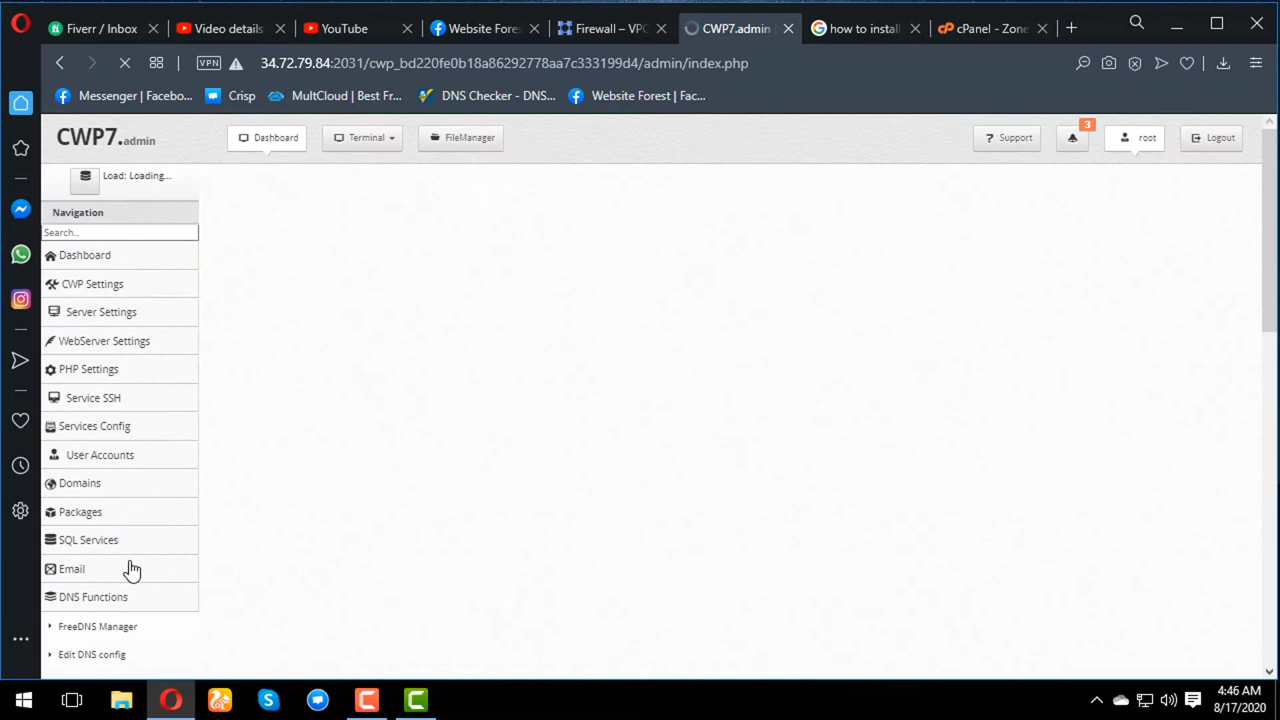 Fiverr / Inbox
Video details
YouTube
Website Fores
Firewall – VPC
CWP7.admin
how to install
cPanel - Zone
VPN
34.72.79.84:2031/cwp_bd220fe0b18a86292778aa7c333199d4/admin/index.php
Messenger | Facebo...
Crisp
MultCloud | Best Fr...
DNS Checker - DNS...
Website Forest | Fac...
CWP7.admin
Dashboard
Terminal
FileManager
Support
3
root
Logout
Load: Loading...
Navigation
Search..
Dashboard
CWP Settings
Server Settings
WebServer Settings
PHP Settings
Service SSH
Services Config
User Accounts
Domains
Packages
SQL Services
Email
DNS Functions
FreeDNS Manager
Edit DNS config
4:46 AM
8/17/2020